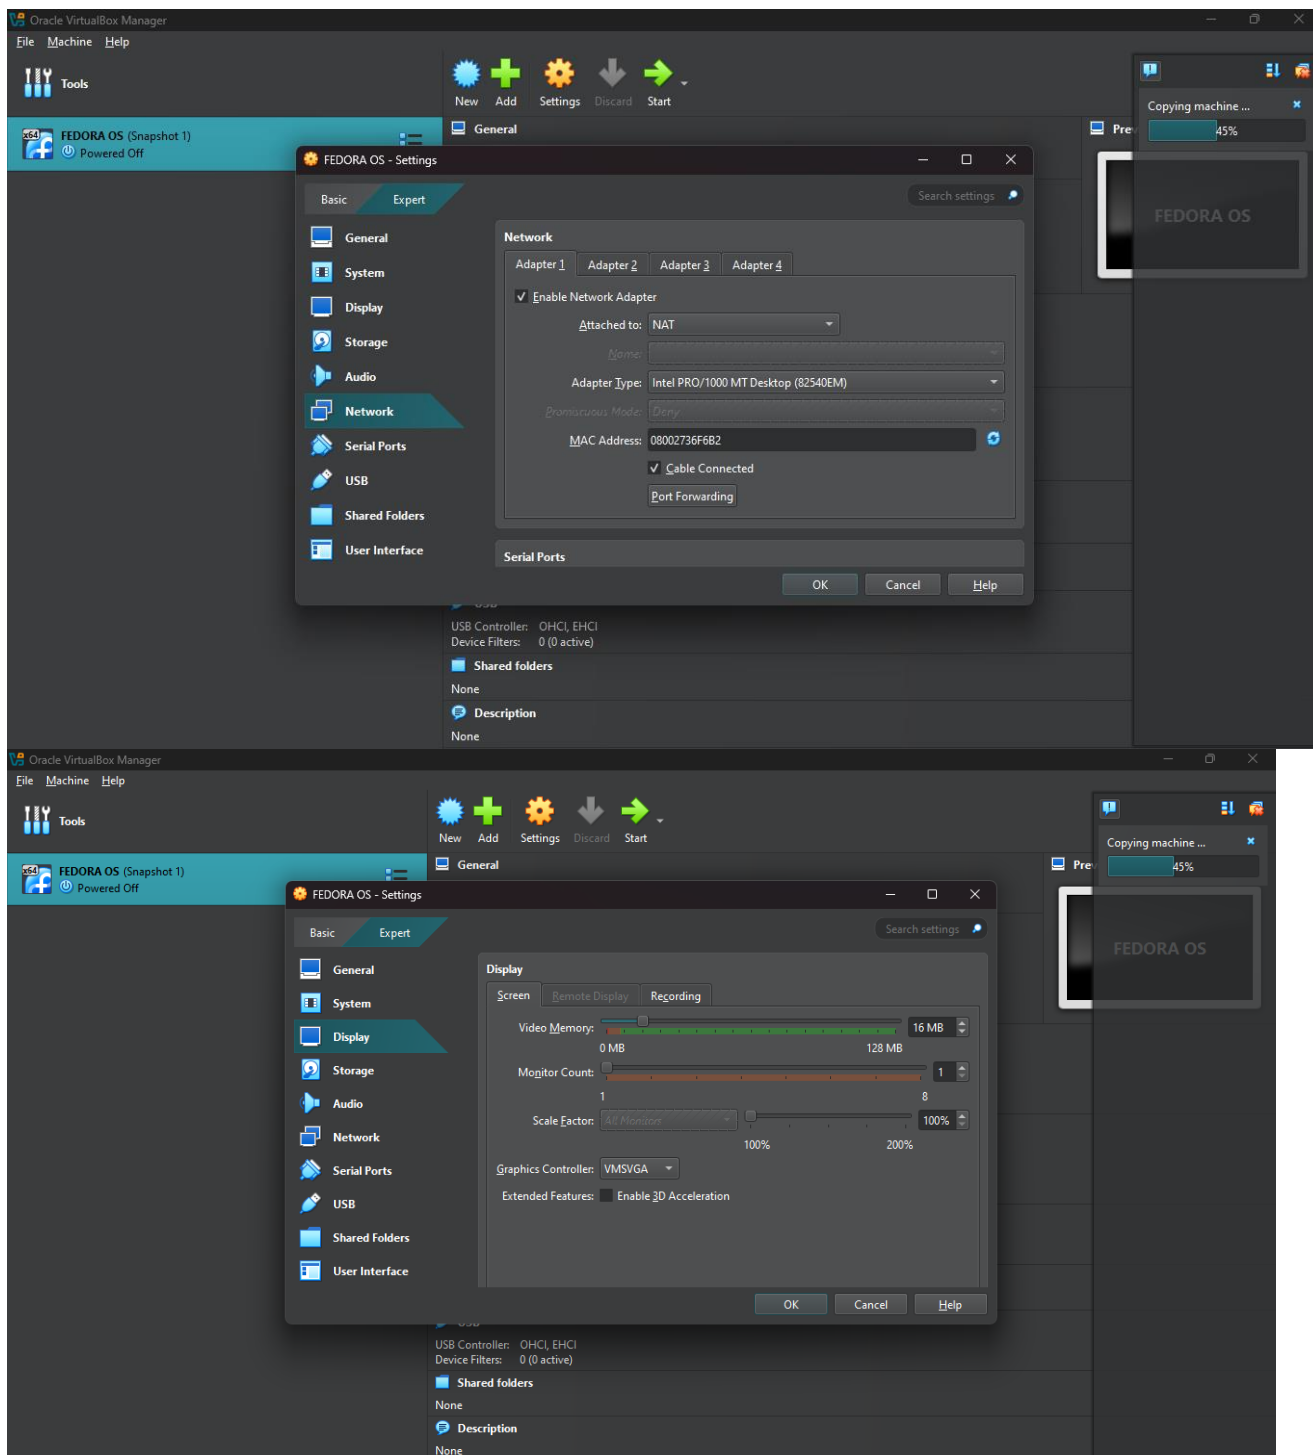 Oracle VirtualBox Manager
File Machine Help
Tools
New Add Settings Discard Start
Copying machine ...
45%
x64 FEDORA OS (Snapshot 1)
Powered Off
General
Prev
FEDORA OS
FEDORA OS - Settings
Basic Expert
Search settings
General
System
Display
Storage
Audio
Network
Serial Ports
USB
Shared Folders
User Interface
Network
Adapter 1 Adapter 2 Adapter 3 Adapter 4
Enable Network Adapter
Attached to: NAT
Name:
Adapter Type: Intel PRO/1000 MT Desktop (82540EM)
Promiscuous Mode: Deny
MAC Address: 08002736F6B2
Cable Connected
Port Forwarding
Serial Ports
OK Cancel Help
USB
USB Controller: OHCI, EHCI
Device Filters: 0 (0 active)
Shared folders
None
Description
None
Oracle VirtualBox Manager
File Machine Help
Tools
New Add Settings Discard Start
Copying machine ...
45%
x64 FEDORA OS (Snapshot 1)
Powered Off
General
Prev
FEDORA OS
FEDORA OS - Settings
Basic Expert
Search settings
General
System
Display
Storage
Audio
Network
Serial Ports
USB
Shared Folders
User Interface
Display
Screen Remote Display Recording
Video Memory: 16 MB
0 MB 128 MB
Monitor Count: 1
1 8
Scale Factor: All Monitors 100%
100% 200%
Graphics Controller: VMSVGA
Extended Features: Enable 3D Acceleration
OK Cancel Help
USB
USB Controller: OHCI, EHCI
Device Filters: 0 (0 active)
Shared folders
None
Description
None